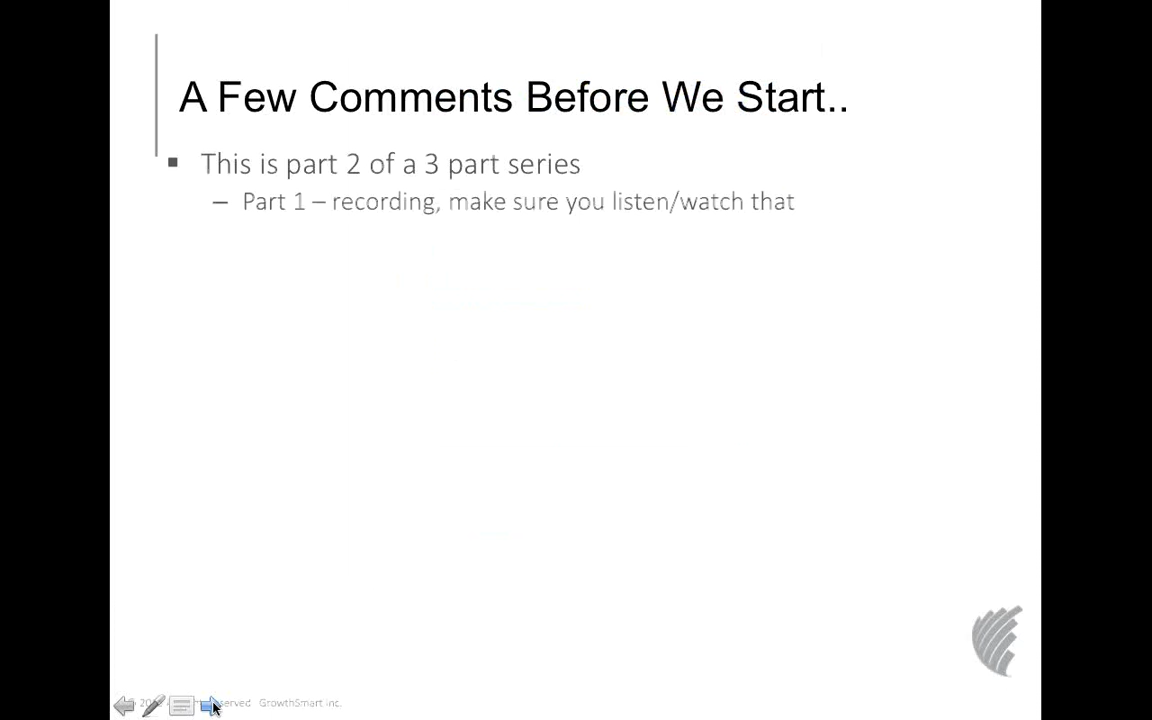 A Few Comments Before We Start..
▪ This is part 2 of a 3 part series
– Part 1 – recording, make sure you listen/watch that
GrowthSmart Inc.